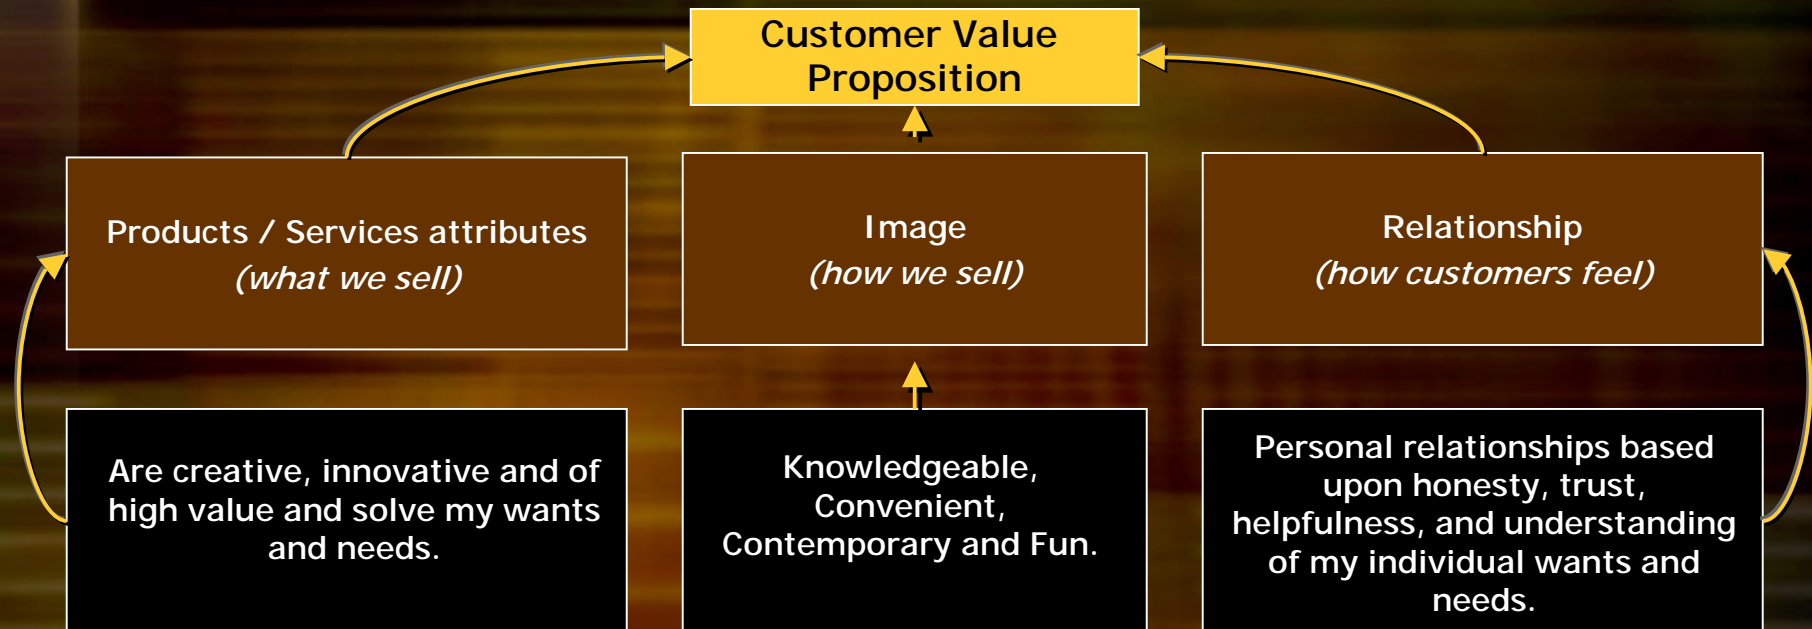 Customer Value
Proposition
Products / Services attributes
(what we sell)
Image
(how we sell)
Relationship
(how customers feel)
Are creative, innovative and of
high value and solve my wants
and needs.
Knowledgeable,
Convenient,
Contemporary and Fun.
Personal relationships based
upon honesty, trust,
helpfulness, and understanding
of my individual wants and
needs.